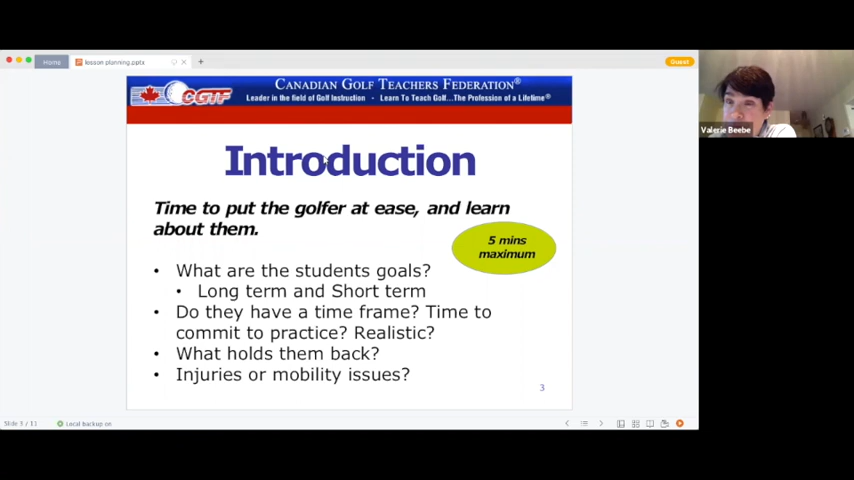 Home
lesson planning.pptx
Guest
CANADIAN GOLF TEACHERS FEDERATION®
CGTF
Leader in the field of Golf Instruction - Learn To Teach Golf...The Profession of a Lifetime®
Valerie Beebe
Introduction
Time to put the golfer at ease, and learn
about them.
5 mins
maximum
• What are the students goals?
• Long term and Short term
• Do they have a time frame? Time to
commit to practice? Realistic?
• What holds them back?
• Injuries or mobility issues?
3
Slide 3 / 11
Local backup on